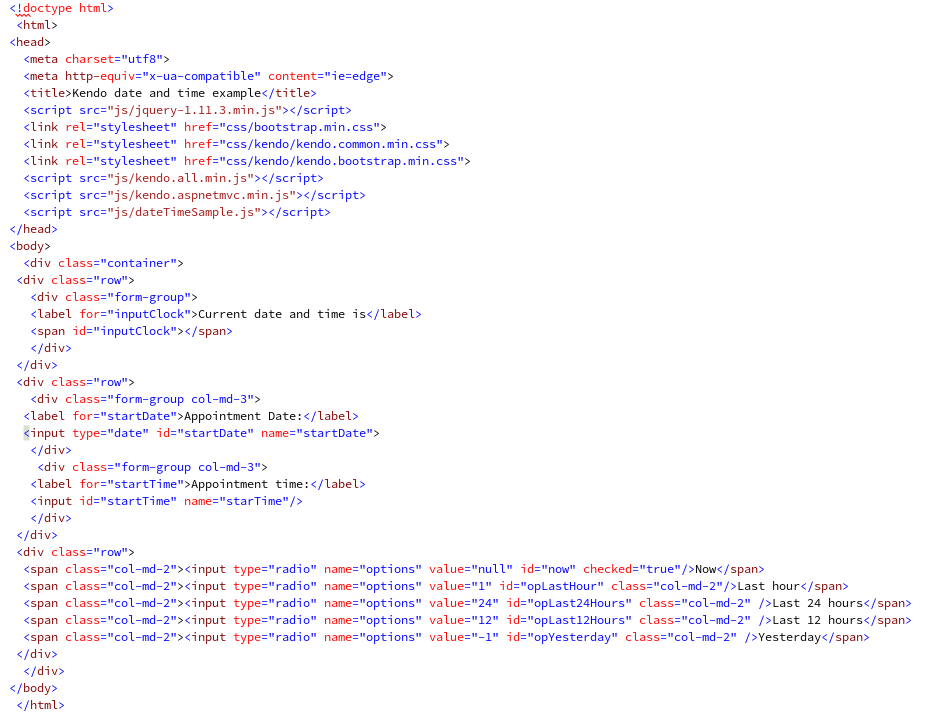 <!doctype html>
<html>
<head>
<meta charset="utf8">
<meta http-equiv="x-ua-compatible" content="ie=edge">
<title>Kendo date and time example</title>
<script src="js/jquery-1.11.3.min.js"></script>
<link rel="stylesheet" href="css/bootstrap.min.css">
<link rel="stylesheet" href="css/kendo/kendo.common.min.css">
<link rel="stylesheet" href="css/kendo/kendo.bootstrap.min.css">
<script src="js/kendo.all.min.js"></script>
<script src="js/kendo.aspnetmvc.min.js"></script>
<script src="js/dateTimeSample.js"></script>
</head>
<body>
<div class="container">
<div class="row">
<div class="form-group">
<label for="inputClock">Current date and time is</label>
<span id="inputClock"></span>
</div>
</div>
<div class="row">
<div class="form-group col-md-3">
<label for="startDate">Appointment Date:</label>
<input type="date" id="startDate" name="startDate">
</div>
<div class="form-group col-md-3">
<label for="startTime">Appointment time:</label>
<input id="startTime" name="starTime"/>
</div>
</div>
<div class="row">
<span class="col-md-2"><input type="radio" name="options" value="null" id="now" checked="true"/>Now</span>
<span class="col-md-2"><input type="radio" name="options" value="1" id="opLastHour" class="col-md-2"/>Last hour</span>
<span class="col-md-2"><input type="radio" name="options" value="24" id="opLast24Hours" class="col-md-2" />Last 24 hours</span>
<span class="col-md-2"><input type="radio" name="options" value="12" id="opLast12Hours" class="col-md-2" />Last 12 hours</span>
<span class="col-md-2"><input type="radio" name="options" value="-1" id="opYesterday" class="col-md-2" />Yesterday</span>
</div>
</div>
</body>
</html>